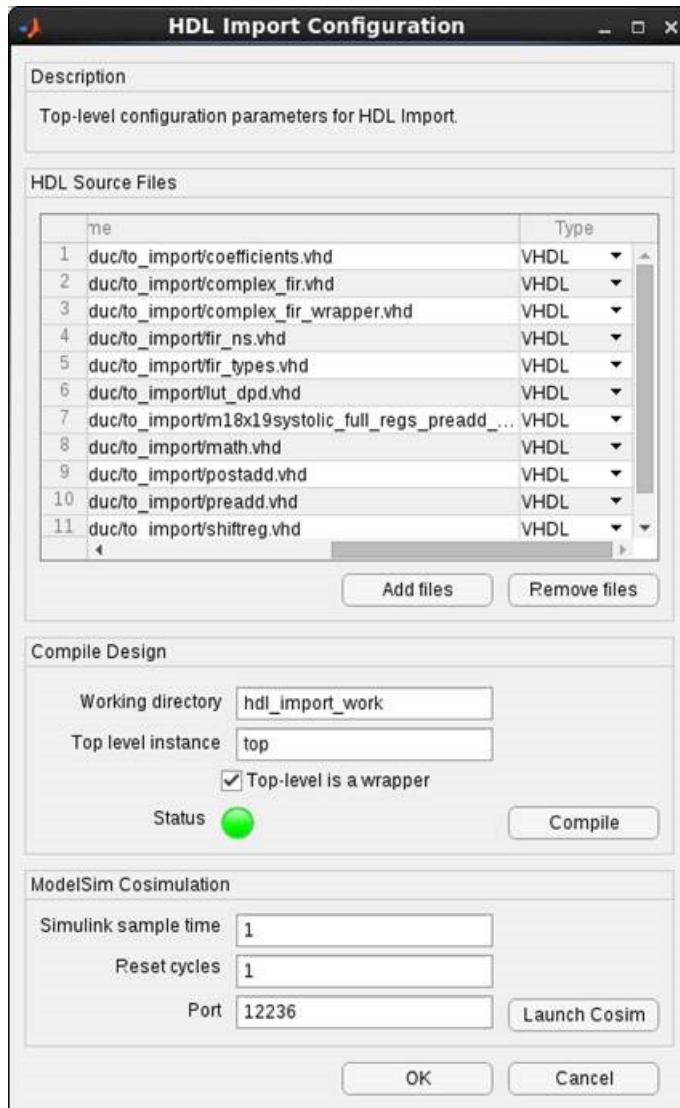 HDL Import Configuration
Description
Top-level configuration parameters for HDL Import.
HDL Source Files
me Type
1 duc/to_import/coefficients.vhd VHDL
2 duc/to_import/complex_fir.vhd VHDL
3 duc/to_import/complex_fir_wrapper.vhd VHDL
4 duc/to_import/fir_ns.vhd VHDL
5 duc/to_import/fir_types.vhd VHDL
6 duc/to_import/lut_dpd.vhd VHDL
7 duc/to_import/m18x19systolic_full_regs_preadd_... VHDL
8 duc/to_import/math.vhd VHDL
9 duc/to_import/postadd.vhd VHDL
10 duc/to_import/preadd.vhd VHDL
11 duc/to_import/shiftreg.vhd VHDL
Add files Remove files
Compile Design
Working directory hdl_import_work
Top level instance top
Top-level is a wrapper
Status Compile
ModelSim Cosimulation
Simulink sample time 1
Reset cycles 1
Port 12236 Launch Cosim
OK Cancel